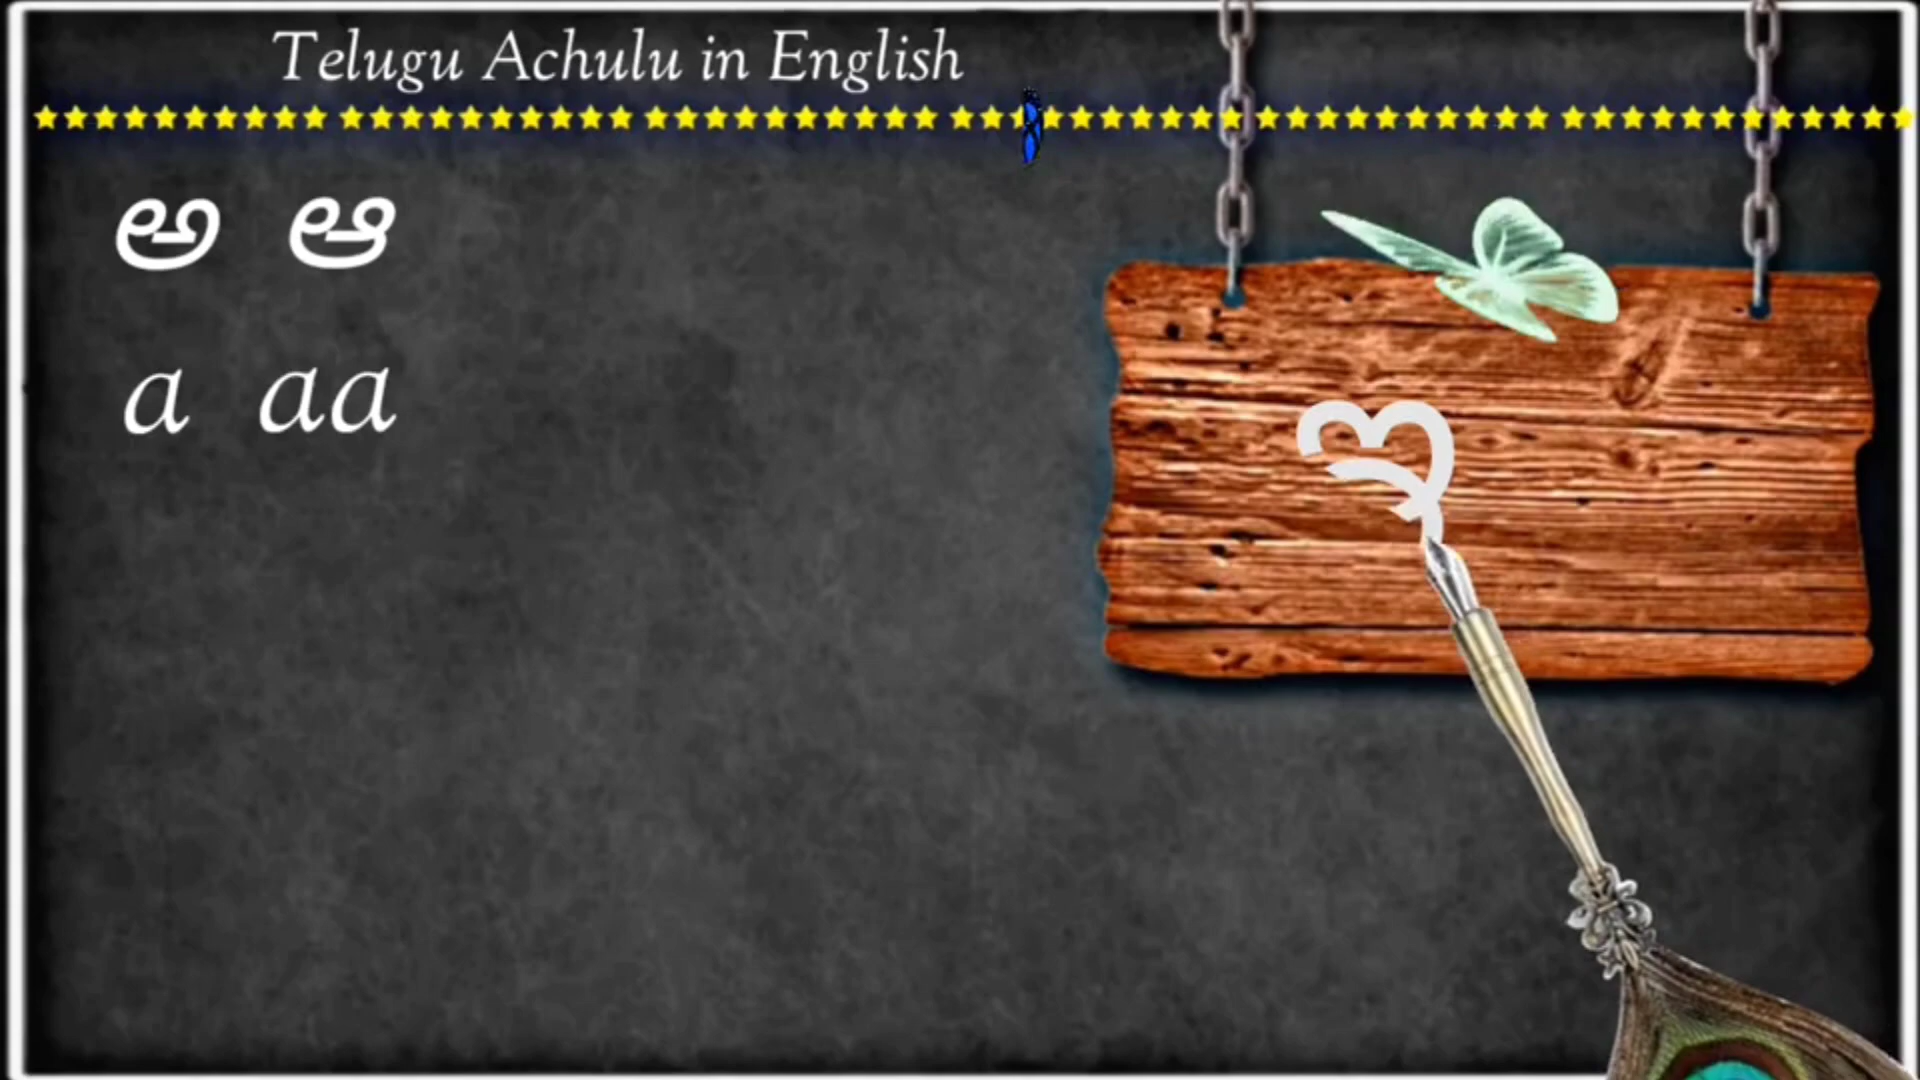 Telugu Achulu in English
అ ఆ
a aa